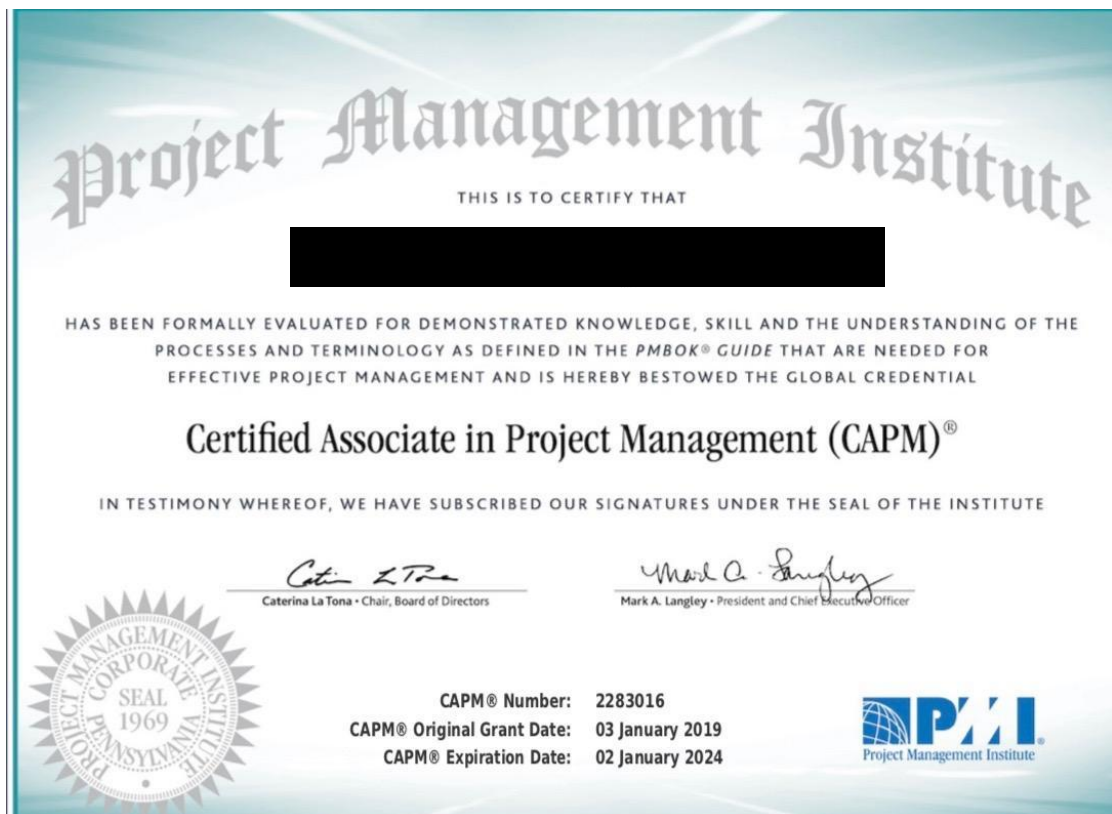 Project Management Institute
THIS IS TO CERTIFY THAT
HAS BEEN FORMALLY EVALUATED FOR DEMONSTRATED KNOWLEDGE, SKILL AND THE UNDERSTANDING OF THE
PROCESSES AND TERMINOLOGY AS DEFINED IN THE PMBOK® GUIDE THAT ARE NEEDED FOR
EFFECTIVE PROJECT MANAGEMENT AND IS HEREBY BESTOWED THE GLOBAL CREDENTIAL
Certified Associate in Project Management (CAPM)®
IN TESTIMONY WHEREOF, WE HAVE SUBSCRIBED OUR SIGNATURES UNDER THE SEAL OF THE INSTITUTE
Mark A. Langley
Caterina La Tona • Chair, Board of Directors
Mark A. Langley • President and Chief Executive Officer
PROJECT MANAGEMENT INSTITUTE
CORPORATE
SEAL
1969
PENNSYLVANIA
CAPM® Number: 2283016
CAPM® Original Grant Date: 03 January 2019
CAPM® Expiration Date: 02 January 2024
PMI®
Project Management Institute